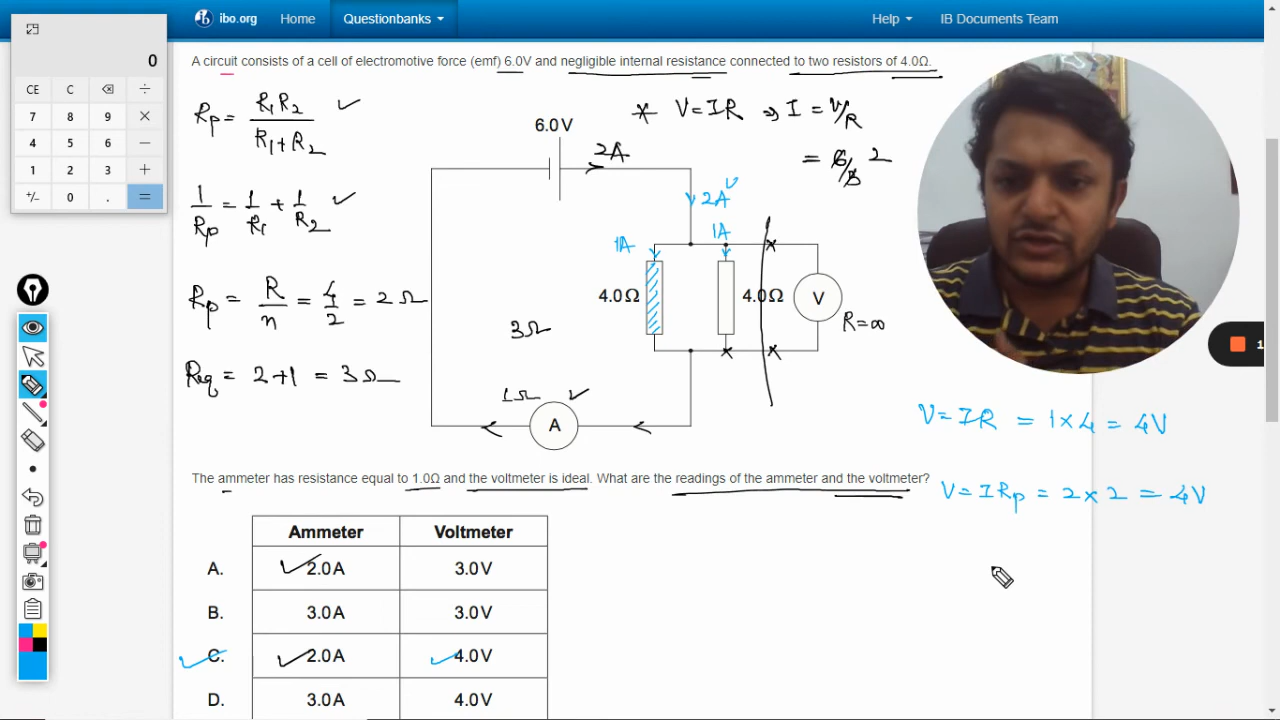 ibo.org Home Questionbanks Help IB Documents Team
0
CE C ⌫ ÷
7 8 9 ×
4 5 6 −
1 2 3 +
+/− 0 . =
A circuit consists of a cell of electromotive force (emf) 6.0V and negligible internal resistance connected to two resistors of 4.0Ω.
Rp = R1R2 / R1+R2 ✓
1/Rp = 1/R1 + 1/R2 ✓
Rp = R/n = 4/2 = 2Ω
Req = 2+1 = 3Ω
* V=IR ⇒ I = V/R
= 6/3 2
6.0V
2A
2A
1A
1A
4.0Ω
4.0Ω
V
R=∞
3Ω
1Ω
A
V=IR = 1×4 = 4V
V=IRp = 2×2 = 4V
1
The ammeter has resistance equal to 1.0Ω and the voltmeter is ideal. What are the readings of the ammeter and the voltmeter?
Ammeter Voltmeter
A. 2.0A 3.0V
B. 3.0A 3.0V
C. 2.0A 4.0V
D. 3.0A 4.0V